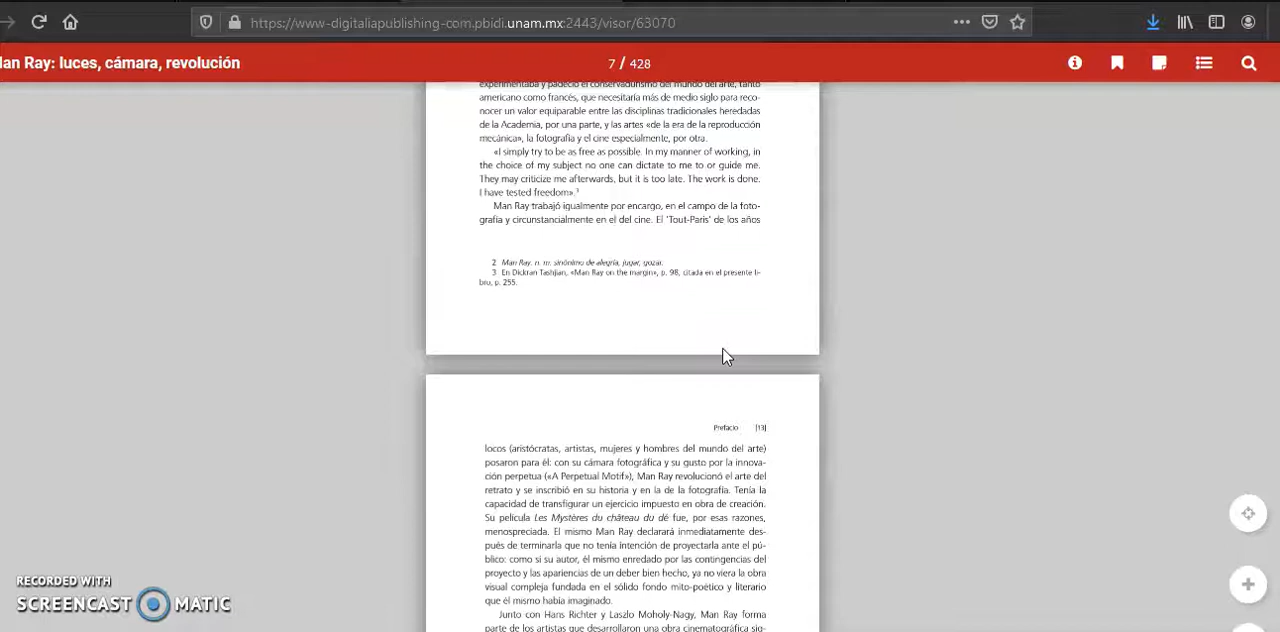 https://www-digitaliapublishing-com.pbidi.unam.mx:2443/visor/63070
Man Ray: luces, cámara, revolución
7 / 428
experimentaba y padeció el conservadurismo del mundo del arte, tanto
americano como francés, que necesitaría más de medio siglo para reco-
nocer un valor equiparable entre las disciplinas tradicionales heredadas
de la Academia, por una parte, y las artes «de la era de la reproducción
mecánica», la fotografía y el cine especialmente, por otra.
«I simply try to be as free as possible. In my manner of working, in
the choice of my subject no one can dictate to me to or guide me.
They may criticize me afterwards, but it is too late. The work is done.
I have tested freedom».3
Man Ray trabajó igualmente por encargo, en el campo de la foto-
grafía y circunstancialmente en el del cine. El 'Tout-Paris' de los años
2 Man Ray. n. m. sinónimo de alegría, jugar, gozar.
3 En Dickran Tashjian, «Man Ray on the margin», p. 98, citada en el presente li-
bru, p. 255.
Prefacio [13]
locos (aristócratas, artistas, mujeres y hombres del mundo del arte)
posaron para él: con su cámara fotográfica y su gusto por la innova-
ción perpetua («A Perpetual Motif»), Man Ray revolucionó el arte del
retrato y se inscribió en su historia y en la de la fotografía. Tenía la
capacidad de transfigurar un ejercicio impuesto en obra de creación.
Su película Les Mystères du château du dé fue, por esas razones,
menospreciada. El mismo Man Ray declarará inmediatamente des-
pués de terminarla que no tenía intención de proyectarla ante el pú-
blico: como si su autor, él mismo enredado por las contingencias del
proyecto y las apariencias de un deber bien hecho, ya no viera la obra
visual compleja fundada en el sólido fondo mito-poético y literario
que él mismo había imaginado.
Junto con Hans Richter y Laszlo Moholy-Nagy, Man Ray forma
parte de los artistas que desarrollaron una obra cinematográfica sig-
RECORDED WITH
SCREENCAST MATIC